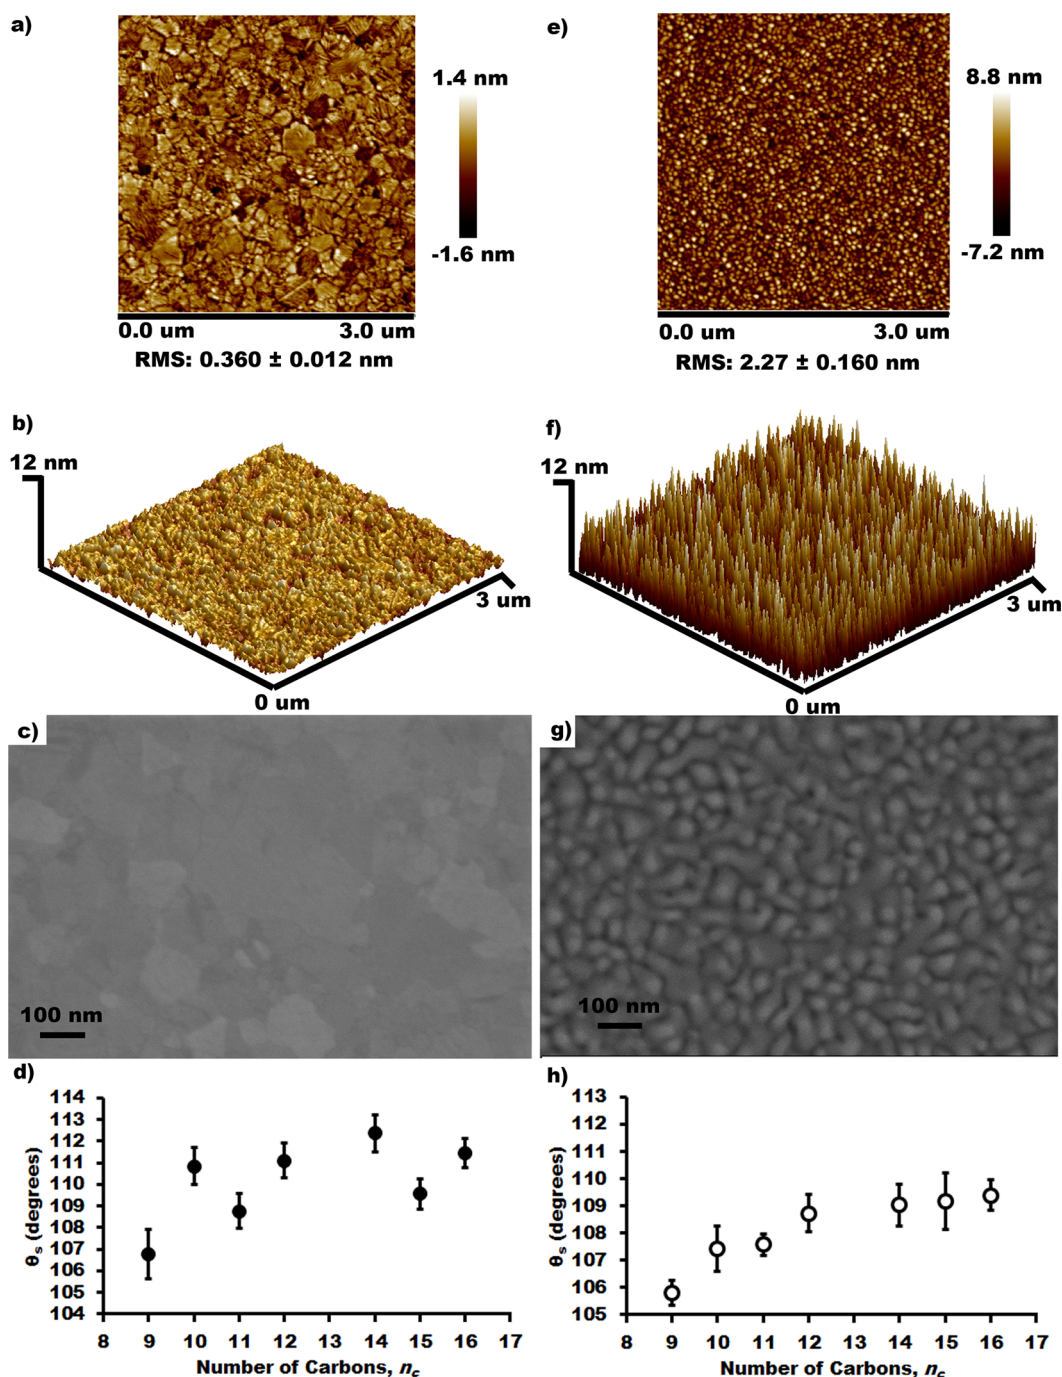 a)
1.4 nm
-1.6 nm
0.0 um 3.0 um
RMS: 0.360 ± 0.012 nm
b)
12 nm
3 um
0 um
c)
100 nm
d)
114
113
112
111
110
109
108
107
106
105
104
θs (degrees)
8 9 10 11 12 13 14 15 16 17
Number of Carbons, nc
e)
8.8 nm
-7.2 nm
0.0 um 3.0 um
RMS: 2.27 ± 0.160 nm
f)
12 nm
3 um
0 um
g)
100 nm
h)
113
112
111
110
109
108
107
106
105
θs (degrees)
8 9 10 11 12 13 14 15 16 17
Number of Carbons, nc